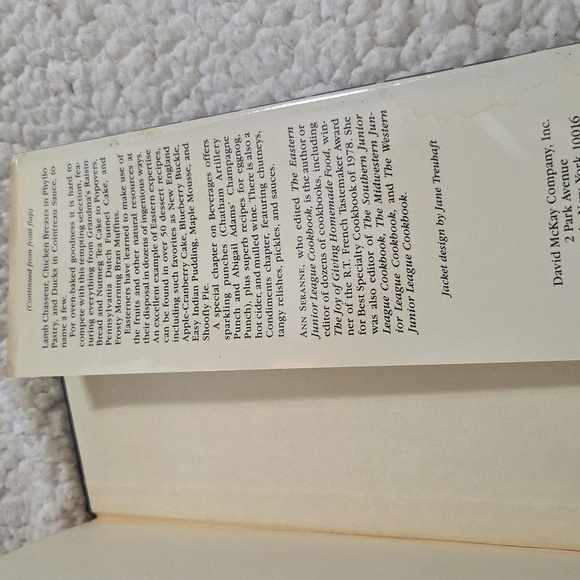 (Continued from front flap)
Lamb Chasseur, Chicken Breasts in Phyllo
Pastry, and Ducks in Cointreau Sauce, to
name a few.
For oven-baked goodness it is hard to
compete with this tempting selection, fea-
turing everything from Grandma's Raisin
Bread and Nutmeg Tea Cake to Popovers,
Pennsylvania Dutch Funnel Cake, and
Frosty Morning Bran Muffins.
Easterners have learned to make use of
the fruits and other natural resources at
their disposal in dozens of ingenious ways.
An excellent example of Eastern expertise
can be found in over 50 dessert recipes,
including such favorites as New England
Apple-Cranberry Cake, Blueberry Buckle,
Easy Indian Pudding, Maple Mousse, and
Shoofly Pie.
A special chapter on Beverages offers
sparkling punches (Chatham Artillery
Punch and Abigail Adams' Champagne
Punch), plus superb recipes for eggnog,
hot cider, and mulled wine. There is also a
Condiments chapter, featuring chutneys,
tangy relishes, pickles, and sauces.
ANN SERANNE, who edited The Eastern
Junior League Cookbook, is the author or
editor of dozens of cookbooks, including
The Joy of Giving Homemade Food, win-
ner of the R.T. French Tastemaker Award
for Best Specialty Cookbook of 1978. She
was also editor of The Southern Junior
League Cookbook, The Midwestern Jun-
ior League Cookbook, and The Western
Junior League Cookbook.
Jacket design by Jane Treuhaft
David McKay Company, Inc.
2 Park Avenue
York 10016